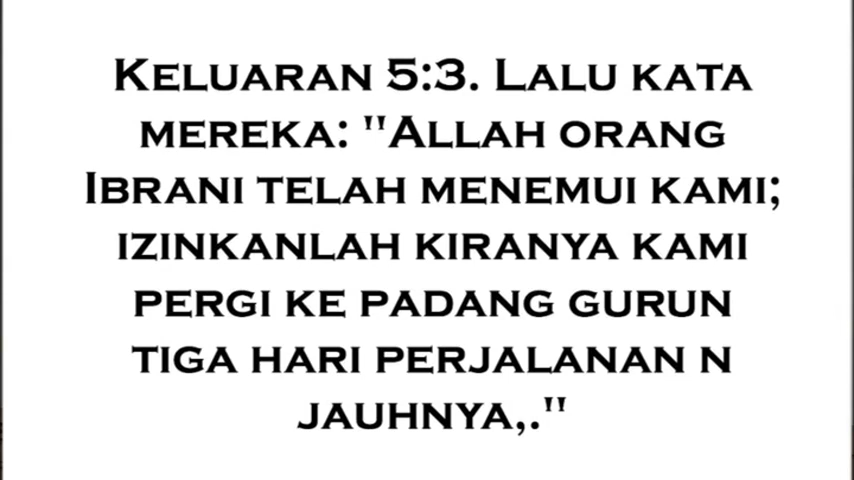 Keluaran 5:3. Lalu kata
mereka: "Allah orang
Ibrani telah menemui kami;
izinkanlah kiranya kami
pergi ke padang gurun
tiga hari perjalanan n
jauhnya,."